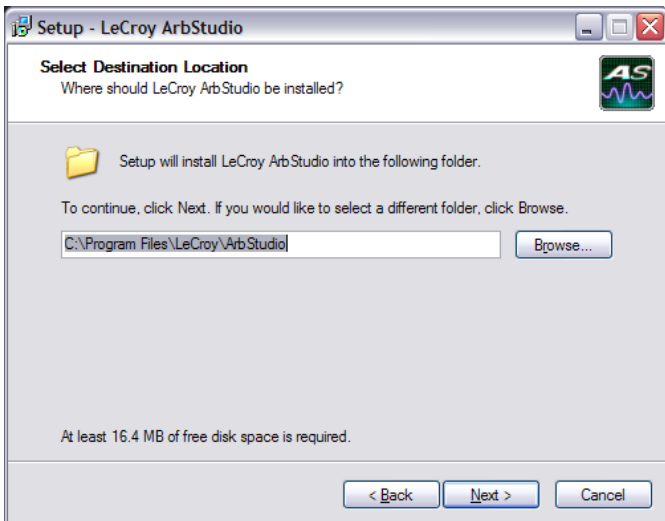 Setup - LeCroy ArbStudio
Select Destination Location
Where should LeCroy ArbStudio be installed?
AS
Setup will install LeCroy ArbStudio into the following folder.
To continue, click Next. If you would like to select a different folder, click Browse.
C:\Program Files\LeCroy\ArbStudio
Browse...
At least 16.4 MB of free disk space is required.
< Back
Next >
Cancel